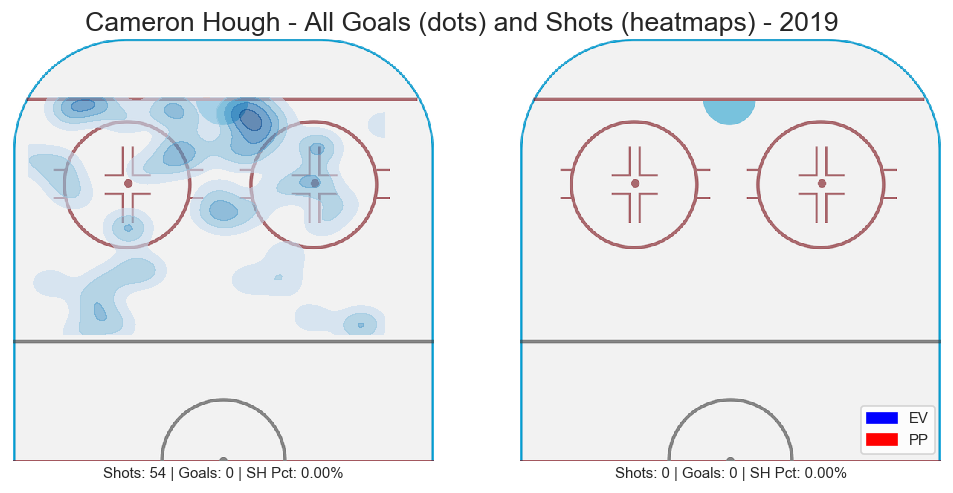 Cameron Hough - All Goals (dots) and Shots (heatmaps) - 2019
EV
PP
Shots: 54 | Goals: 0 | SH Pct: 0.00%
Shots: 0 | Goals: 0 | SH Pct: 0.00%